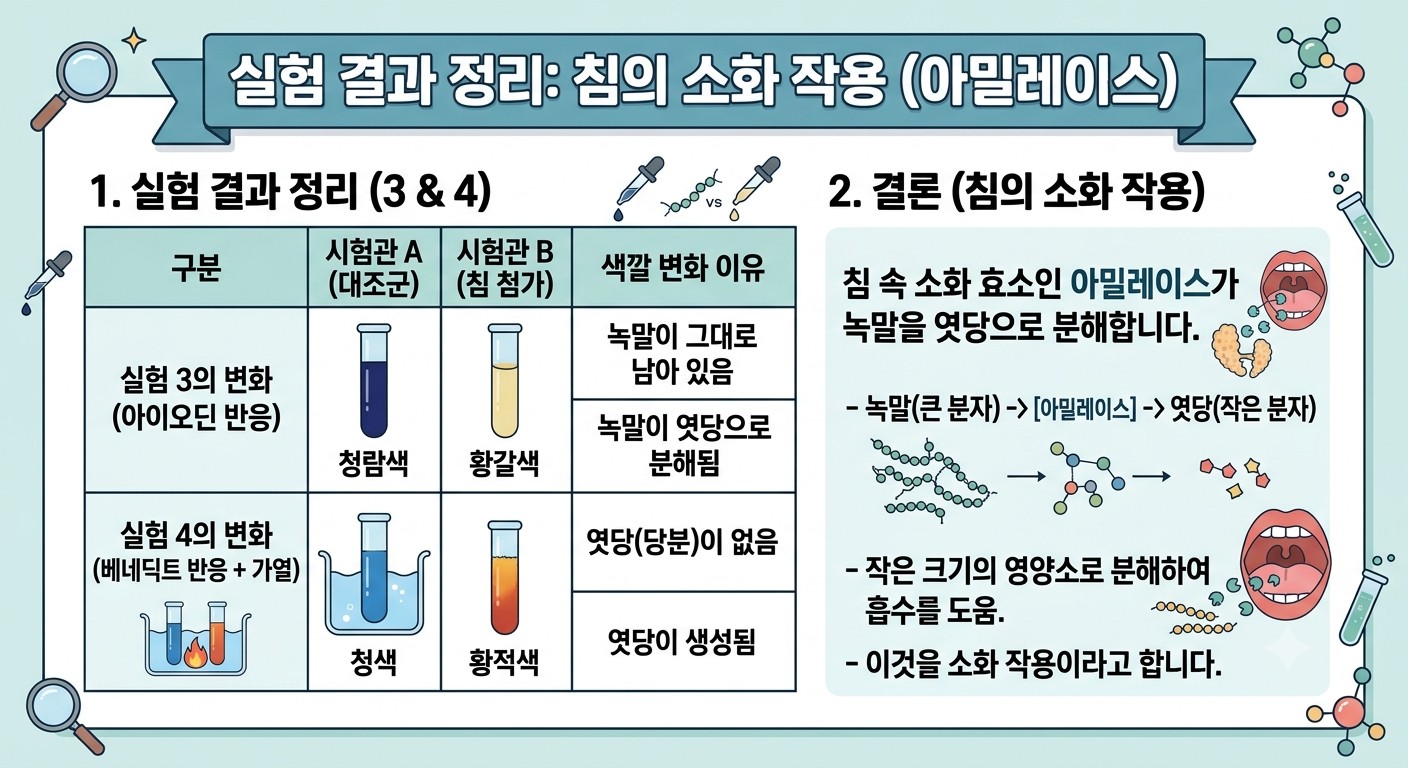 실험 결과 정리: 침의 소화 작용 (아밀레이스)
1. 실험 결과 정리 (3 & 4)
vs
구분
시험관 A
(대조군)
시험관 B
(침 첨가)
색깔 변화 이유
실험 3의 변화
(아이오딘 반응)
청람색
황갈색
녹말이 그대로
남아 있음
녹말이 엿당으로
분해됨
실험 4의 변화
(베네딕트 반응 + 가열)
청색
황적색
엿당(당분)이 없음
엿당이 생성됨
2. 결론 (침의 소화 작용)
침 속 소화 효소인 아밀레이스가
녹말을 엿당으로 분해합니다.
- 녹말(큰 분자) -> [아밀레이스] -> 엿당(작은 분자)
- 작은 크기의 영양소로 분해하여
흡수를 도움.
- 이것을 소화 작용이라고 합니다.